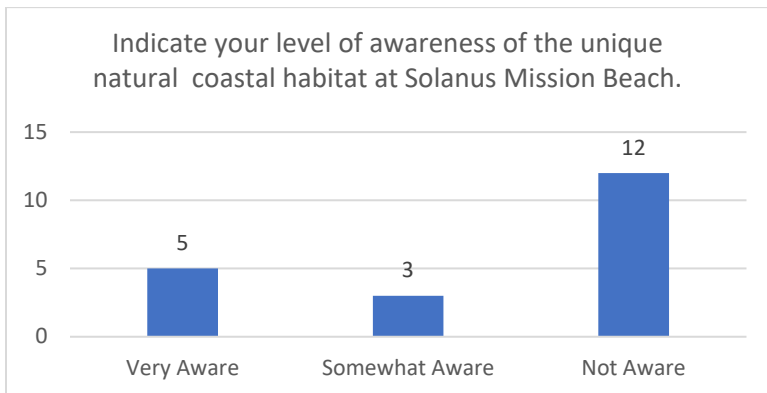 Indicate your level of awareness of the unique
natural  coastal habitat at Solanus Mission Beach.
15
12
10
5
5
3
0
Very Aware
Somewhat Aware
Not Aware